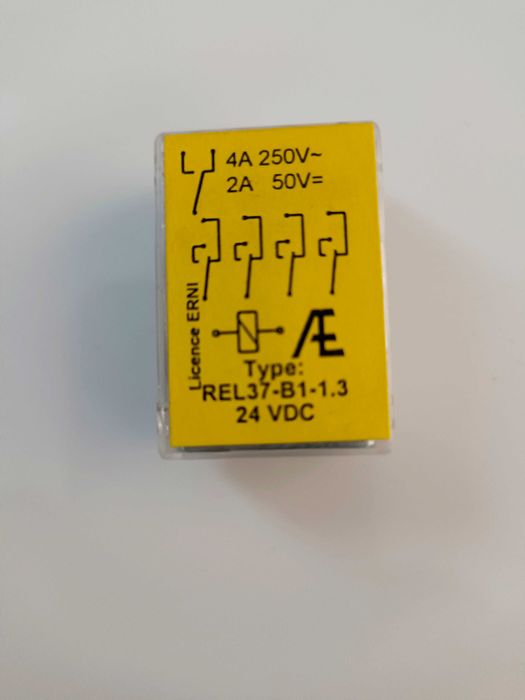 4A 250V~
2A 50V=
Licence ERNI
Æ
Type:
REL37-B1-1.3
24 VDC